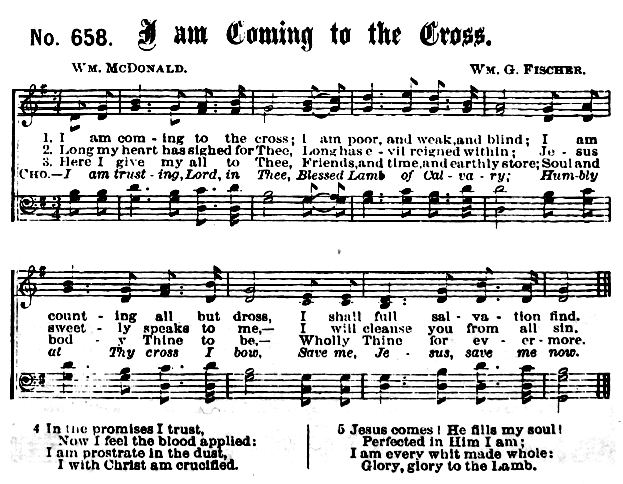 No. 658. I am Coming to the Cross.
WM. MCDONALD. WM. G. FISCHER.
1. I am com - ing to the cross; I am poor, and weak, and blind; I am
2. Long my heart has sighed for Thee, Long has e - vil reigned within; Je - sus
3. Here I give my all to Thee, Friends, and time, and earthly store; Soul and
CHO.—I am trust - ing, Lord, in Thee, Blessed Lamb of Cal - va - ry; Hum-bly
count - ing all but dross, I shall full sal - va - tion find.
sweet - ly speaks to me,— I will cleanse you from all sin.
bod - y Thine to be,— Wholly Thine for ev - er - more.
at Thy cross I bow, Save me, Je - sus, save me now.
4 In the promises I trust,
Now I feel the blood applied:
I am prostrate in the dust,
I with Christ am crucified.
5 Jesus comes! He fills my soul!
Perfected in Him I am;
I am every whit made whole:
Glory, glory to the Lamb.